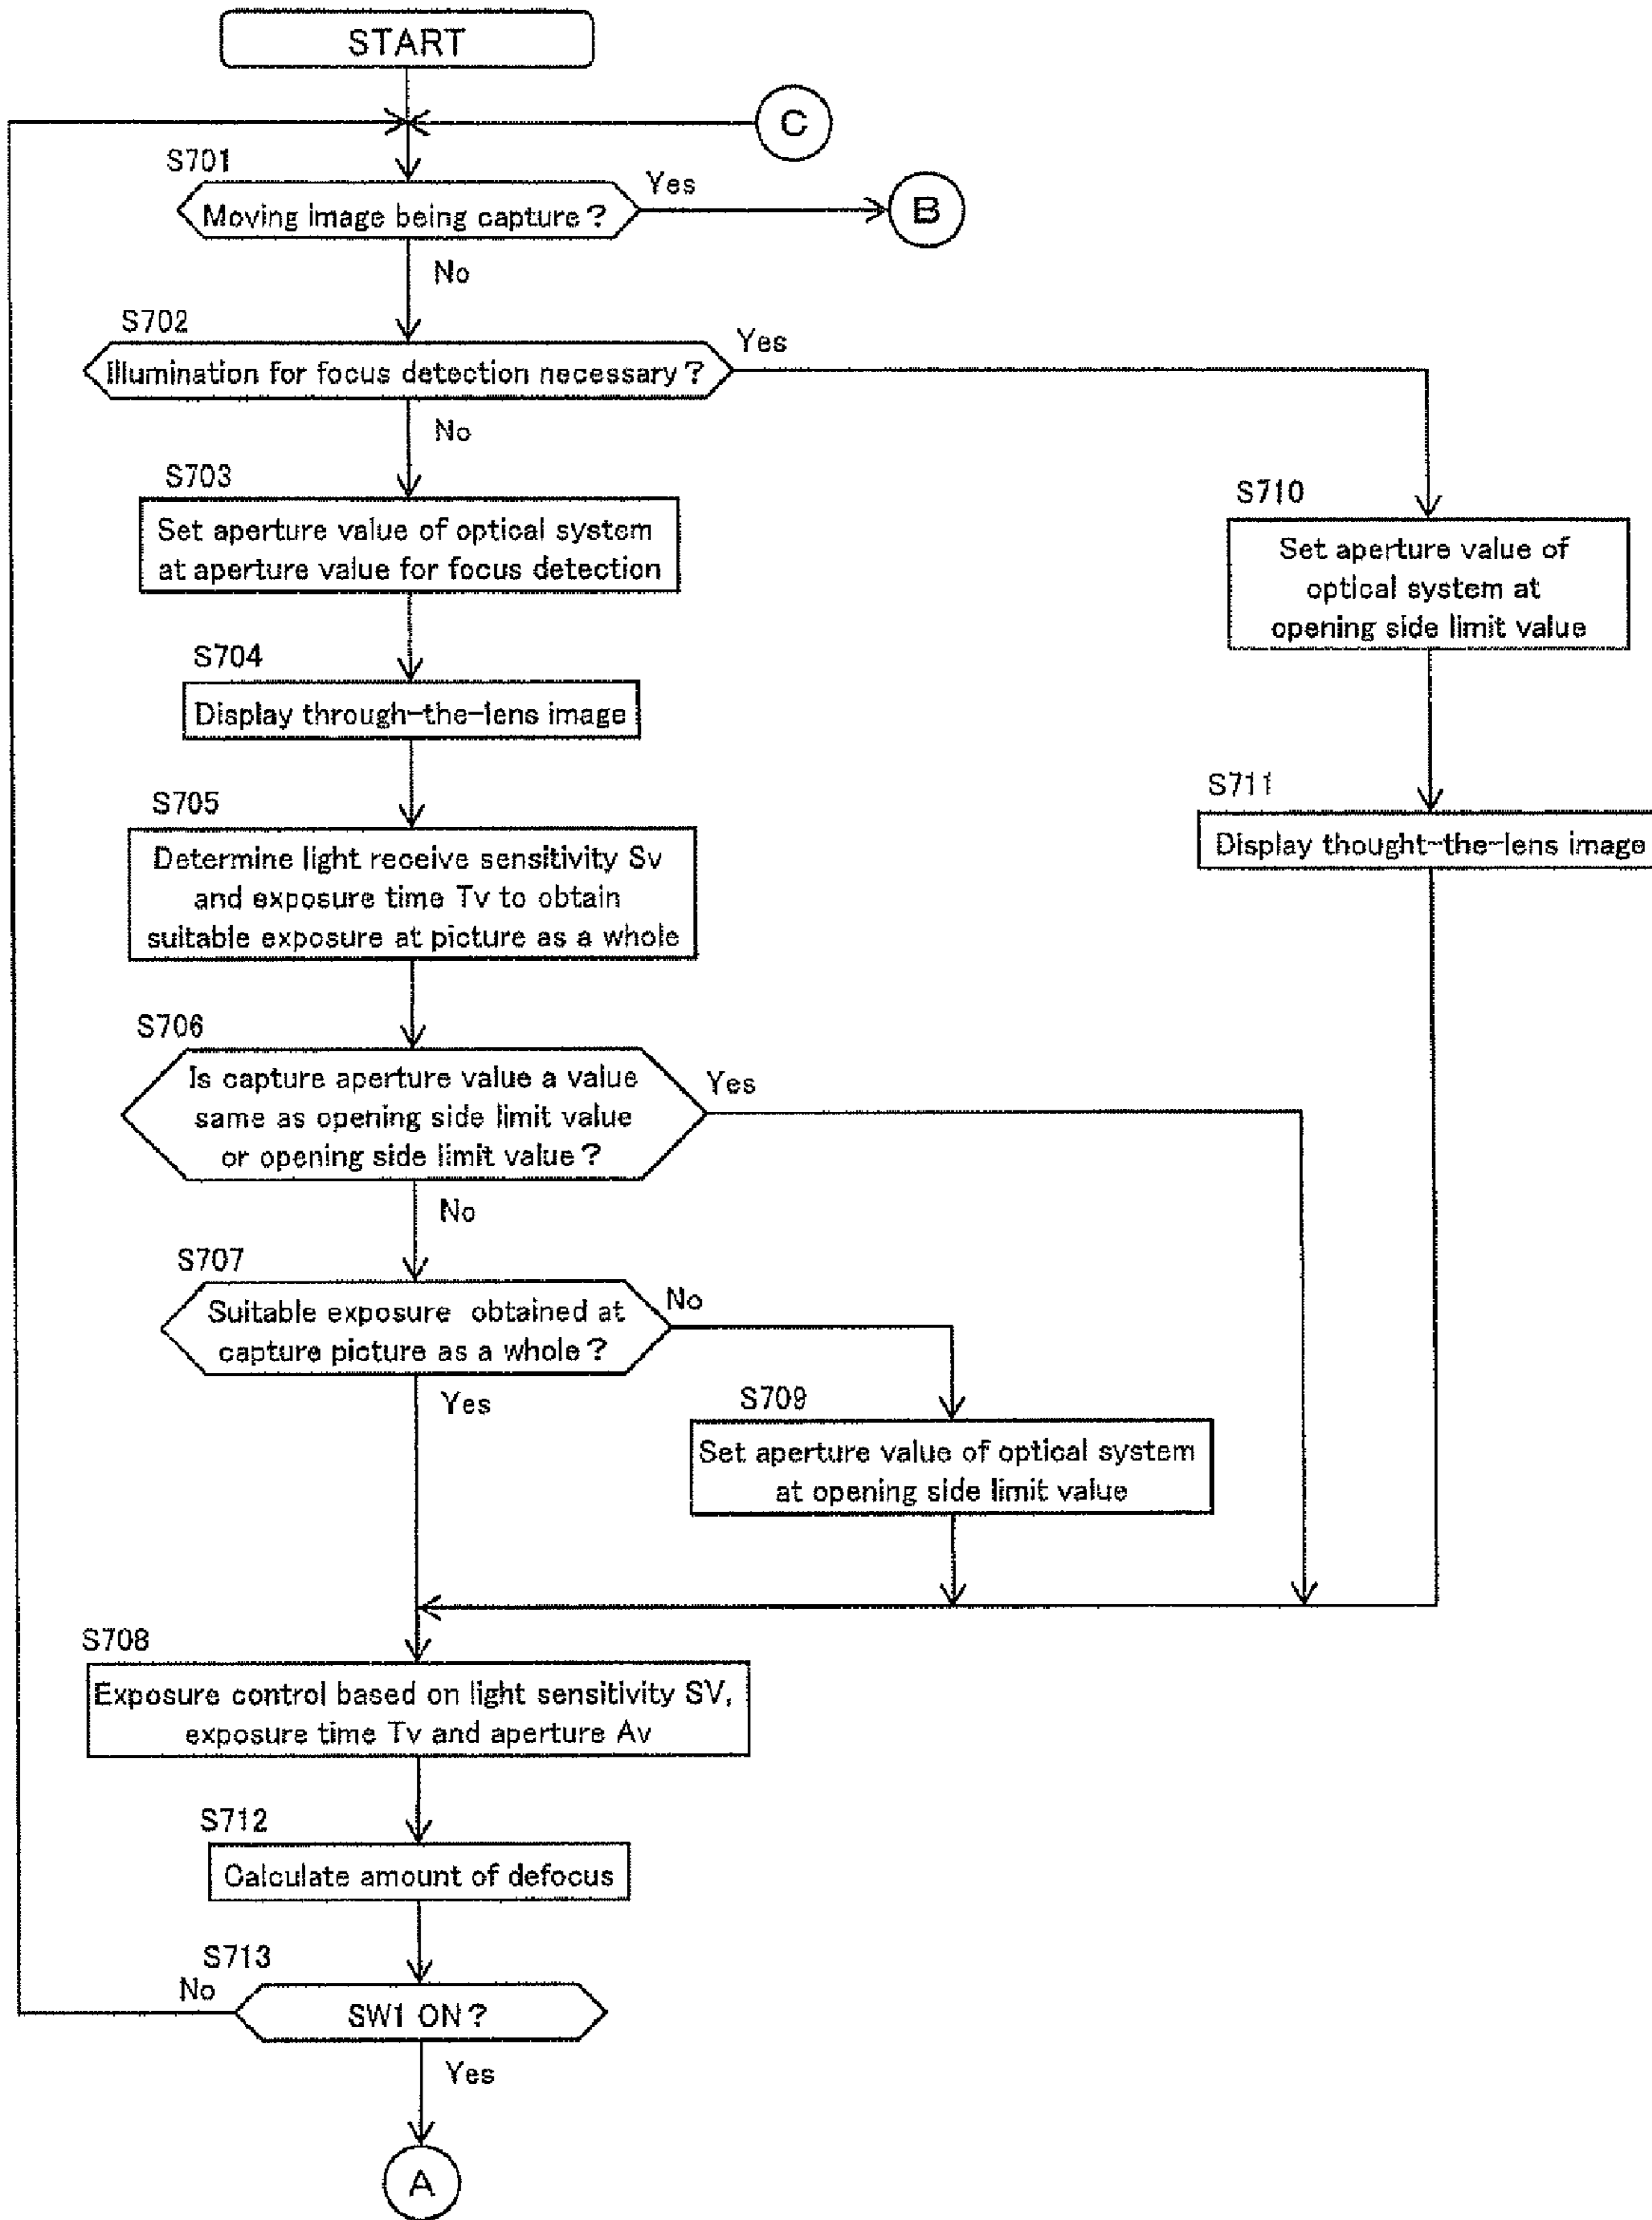 START
C
S701
Moving image being capture?
Yes
B
No
S702
Illumination for focus detection necessary?
Yes
No
S703
Set aperture value of optical system
at aperture value for focus detection
S710
Set aperture value of
optical system at
opening side limit value
S704
Display through-the-lens image
S711
Display thought-the-lens image
S705
Determine light receive sensitivity Sv
and exposure time Tv to obtain
suitable exposure at picture as a whole
S706
Is capture aperture value a value
same as opening side limit value
or opening side limit value?
Yes
No
S707
Suitable exposure obtained at
capture picture as a whole?
No
Yes
S709
Set aperture value of optical system
at opening side limit value
S708
Exposure control based on light sensitivity SV,
exposure time Tv and aperture Av
S712
Calculate amount of defocus
S713
No
SW1 ON?
Yes
A